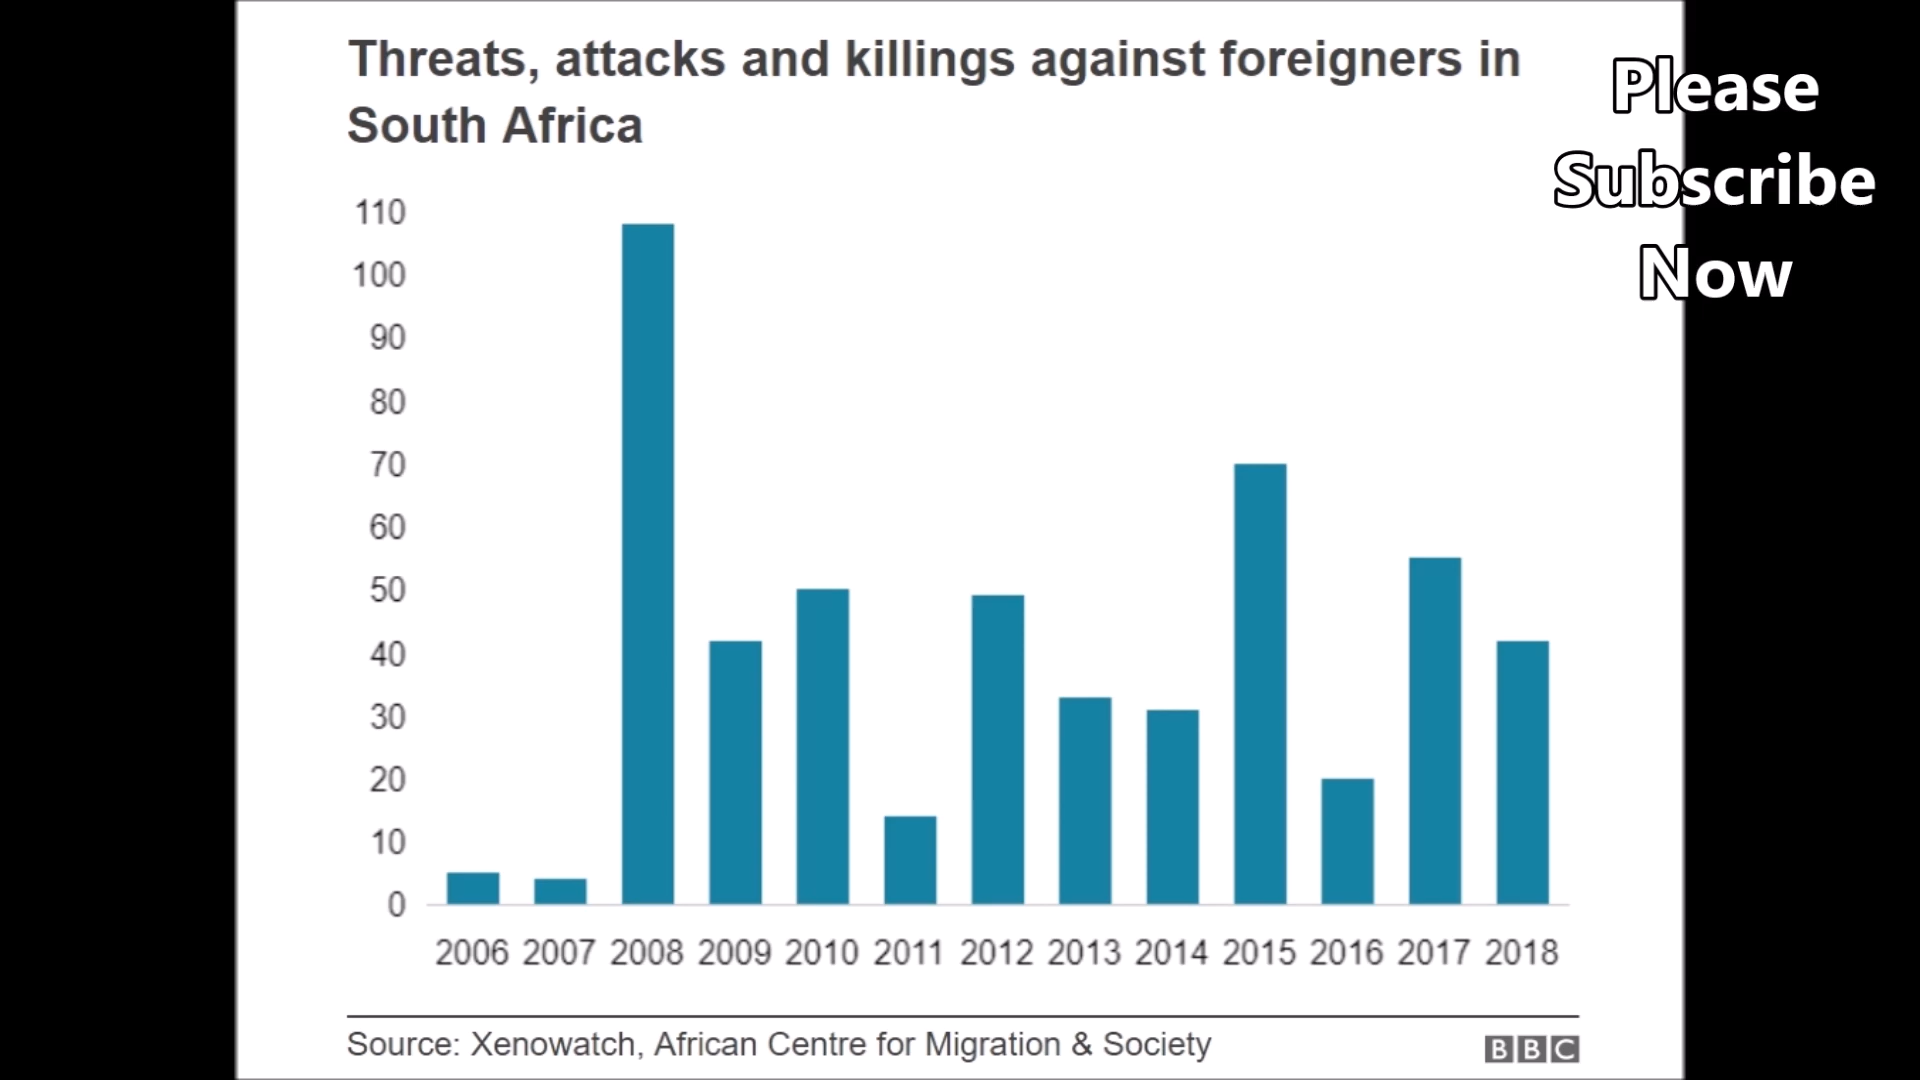 Threats, attacks and killings against foreigners in
South Africa
Please
Subscribe
Now
110
100
90
80
70
60
50
40
30
20
10
0
2006 2007 2008 2009 2010 2011 2012 2013 2014 2015 2016 2017 2018
Source: Xenowatch, African Centre for Migration & Society
BBC